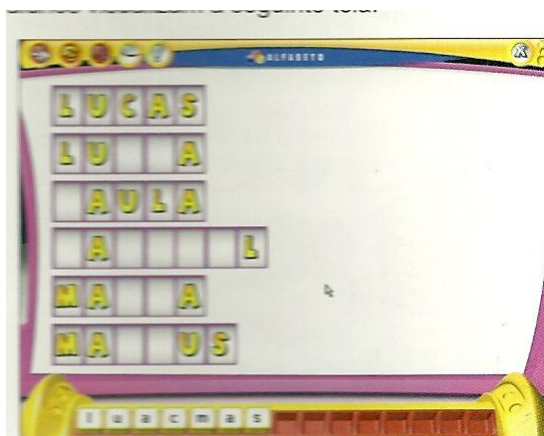 ALFABETO
LUCAS
LU A
AULA
A L
MA A
MA US
l u a c m a s